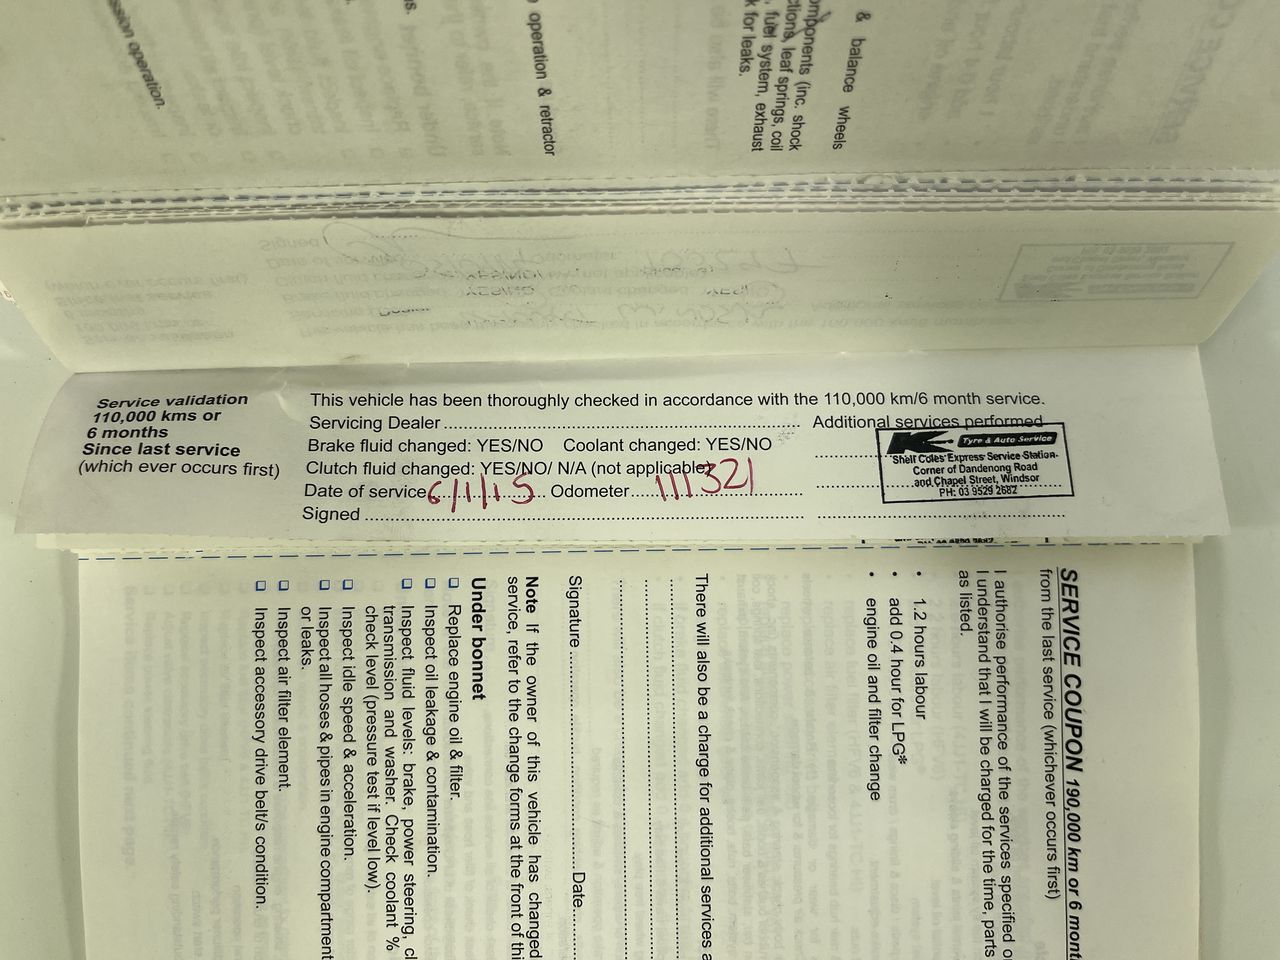 ssion operation.
operation & retractor
& balance wheels
omponents (inc. shock
ctions, leaf springs, coil
, fuel system, exhaust
k for leaks.
Service validation
110,000 kms or
6 months
Since last service
(which ever occurs first)
This vehicle has been thoroughly checked in accordance with the 110,000 km/6 month service.
Servicing Dealer
Additional services performed
Brake fluid changed: YES/NO Coolant changed: YES/NO
Clutch fluid changed: YES/NO/ N/A (not applicable)
Date of service 6/1/15 Odometer 111321
Signed
K Tyre & Auto Service
Shell Coles Express Service Station
Corner of Dandenong Road
and Chapel Street, Windsor
PH: 03 9529 2682
SERVICE COUPON 190,000 km or 6 mont
from the last service (whichever occurs first)
I authorise performance of the services specified o
I understand that I will be charged for the time, parts
as listed.
• 1.2 hours labour
• add 0.4 hour for LPG*
• engine oil and filter change
There will also be a charge for additional services a
Signature Date
Note If the owner of this vehicle has changed
service, refer to the change forms at the front of thi
Under bonnet
❑ Replace engine oil & filter.
❑ Inspect oil leakage & contamination.
❑ Inspect fluid levels: brake, power steering, cl
transmission and washer. Check coolant %
check level (pressure test if level low).
❑ Inspect idle speed & acceleration.
❑ Inspect all hoses & pipes in engine compartment
or leaks.
❑ Inspect air filter element.
❑ Inspect accessory drive belt/s condition.